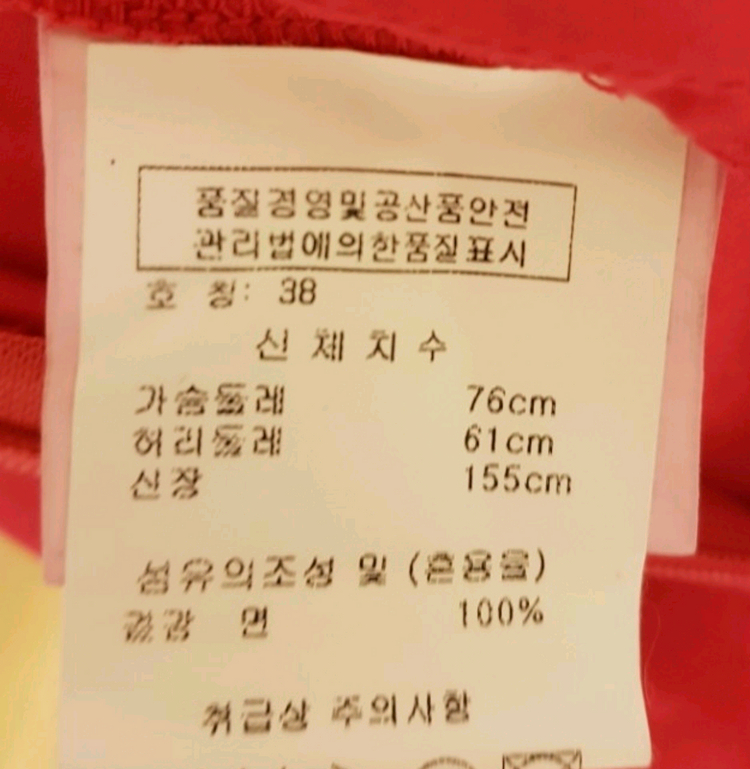 품질경영및공산품안전
관리법에의한품질표시
호 칭: 38
신 체 치 수
가슴둘레 76cm
허리둘레 61cm
신장 155cm
섬유의조성 및 (혼용율)
겉감 면 100%
취급상 주의사항